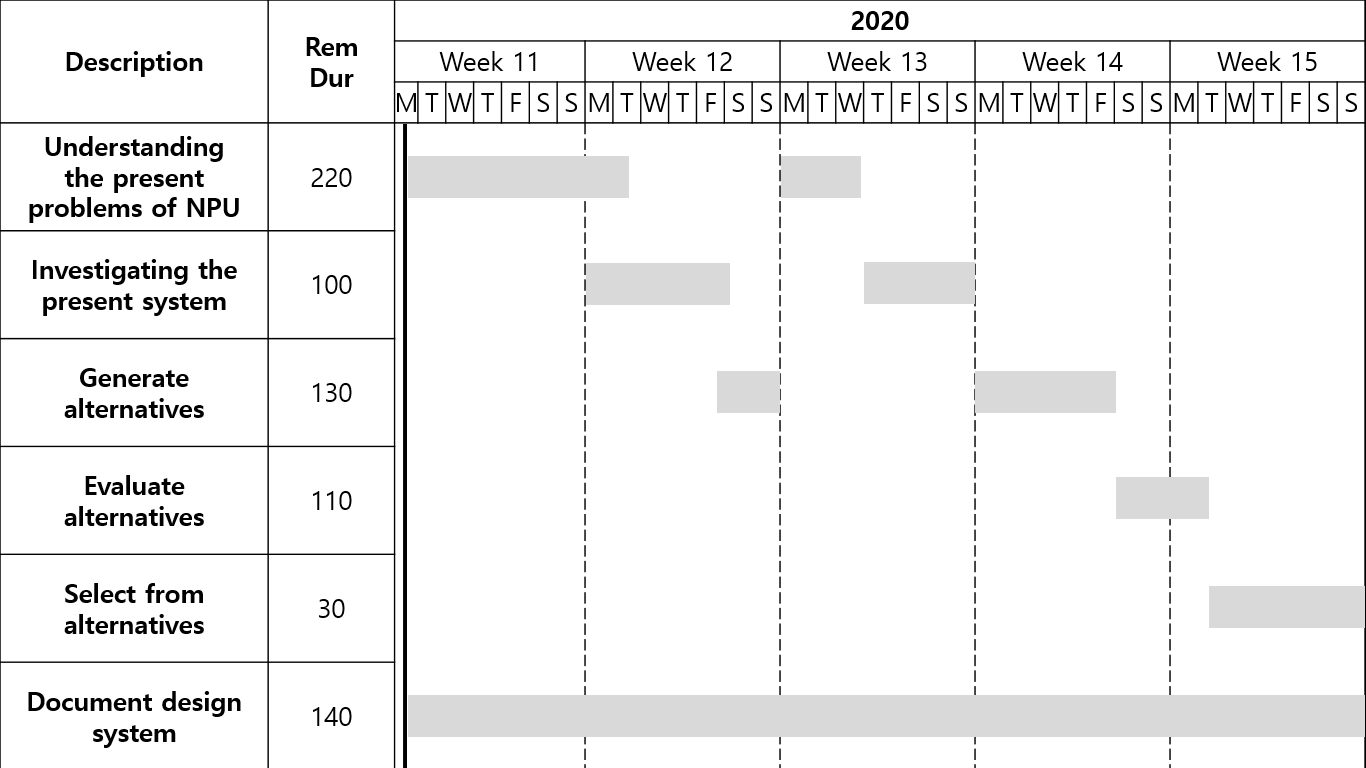 Description
Rem
Dur
2020
Week 11 Week 12 Week 13 Week 14 Week 15
M T W T F S S M T W T F S S M T W T F S S M T W T F S S M T W T F S S
Understanding
the present
problems of NPU
220
Investigating the
present system
100
Generate
alternatives
130
Evaluate
alternatives
110
Select from
alternatives
30
Document design
system
140